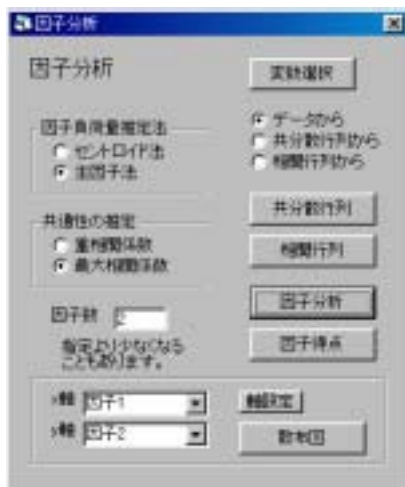 因子分析
因子分析
変数選択
因子負荷量推定法
セントロイド法
主因子法
データから
共分散行列から
相関行列から
共通性の推定
重相関係数
最大相関係数
共分散行列
相関行列
因子数 2
指定より少なくなる
こともあります。
因子分析
因子得点
x軸 因子1
軸設定
y軸 因子2
散布図